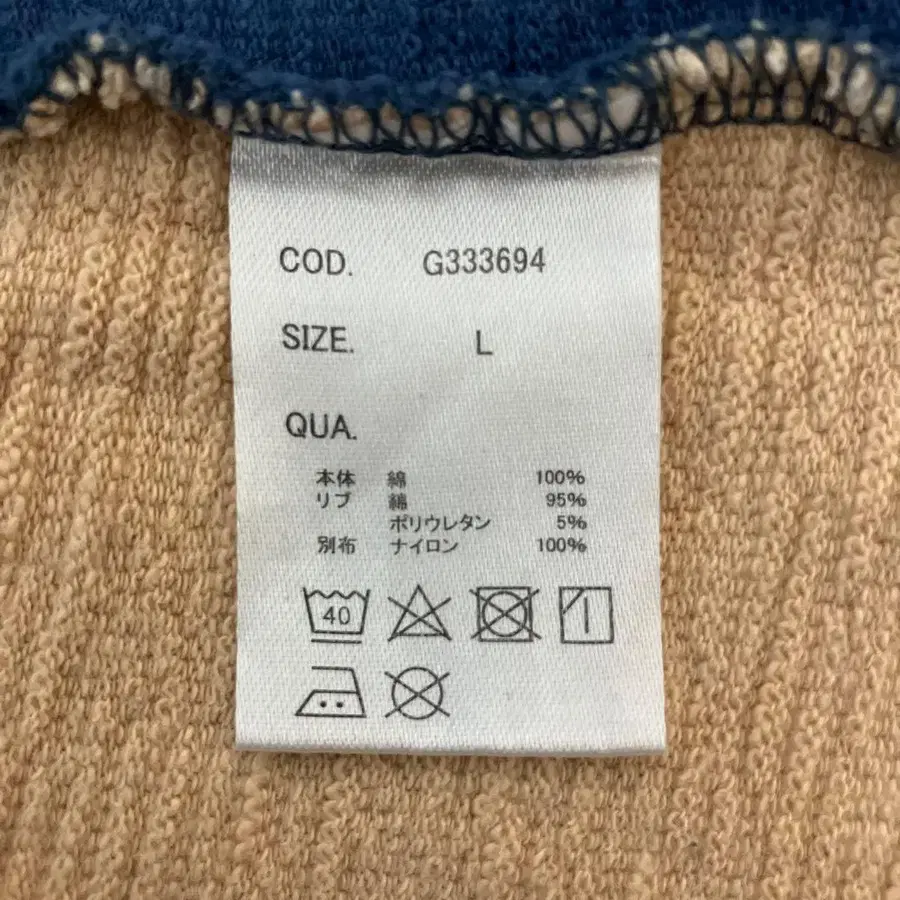 COD. G333694
SIZE. L
QUA.
本体 綿 100%
リブ 綿 95%
ポリウレタン 5%
別布 ナイロン 100%
40